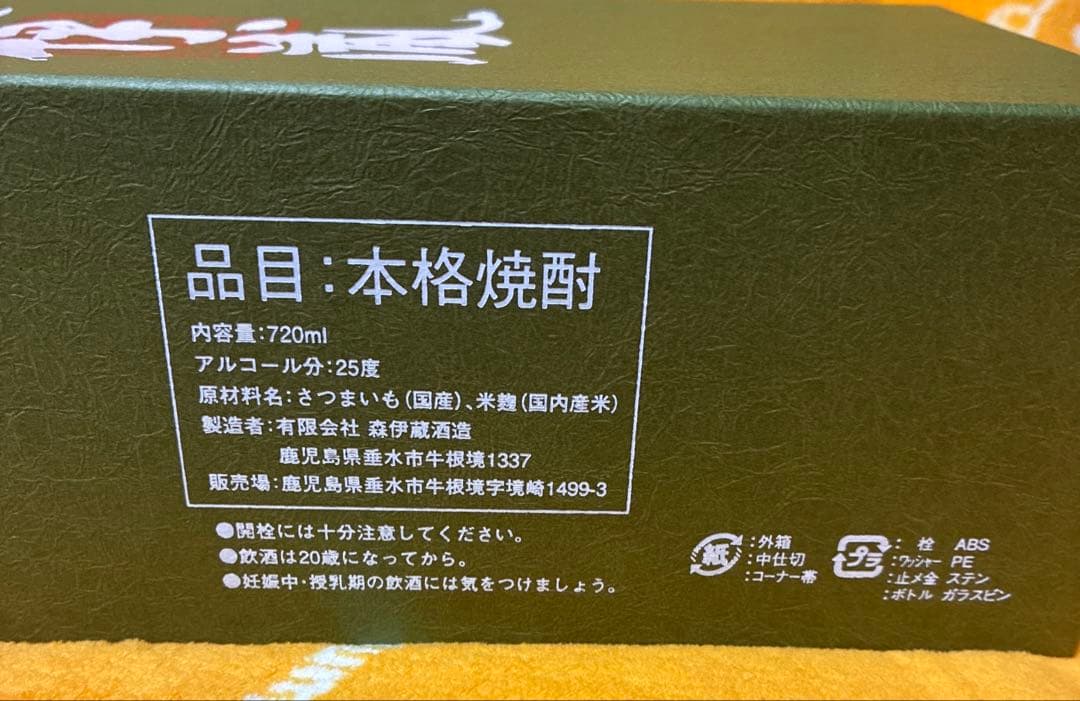 品目:本格焼酎
内容量:720ml
アルコール分:25度
原材料名:さつまいも(国産)、米麹(国内産米)
製造者:有限会社 森伊蔵酒造
鹿児島県垂水市牛根境1337
販売場:鹿児島県垂水市牛根境字境崎1499-3
●開栓には十分注意してください。
●飲酒は20歳になってから。
●妊娠中・授乳期の飲酒には気をつけましょう。
紙
:外箱
:中仕切
:コーナー帯
プラ
: 栓 ABS
:ワッシャー PE
:止メ金 ステン
:ボトル ガラスビン